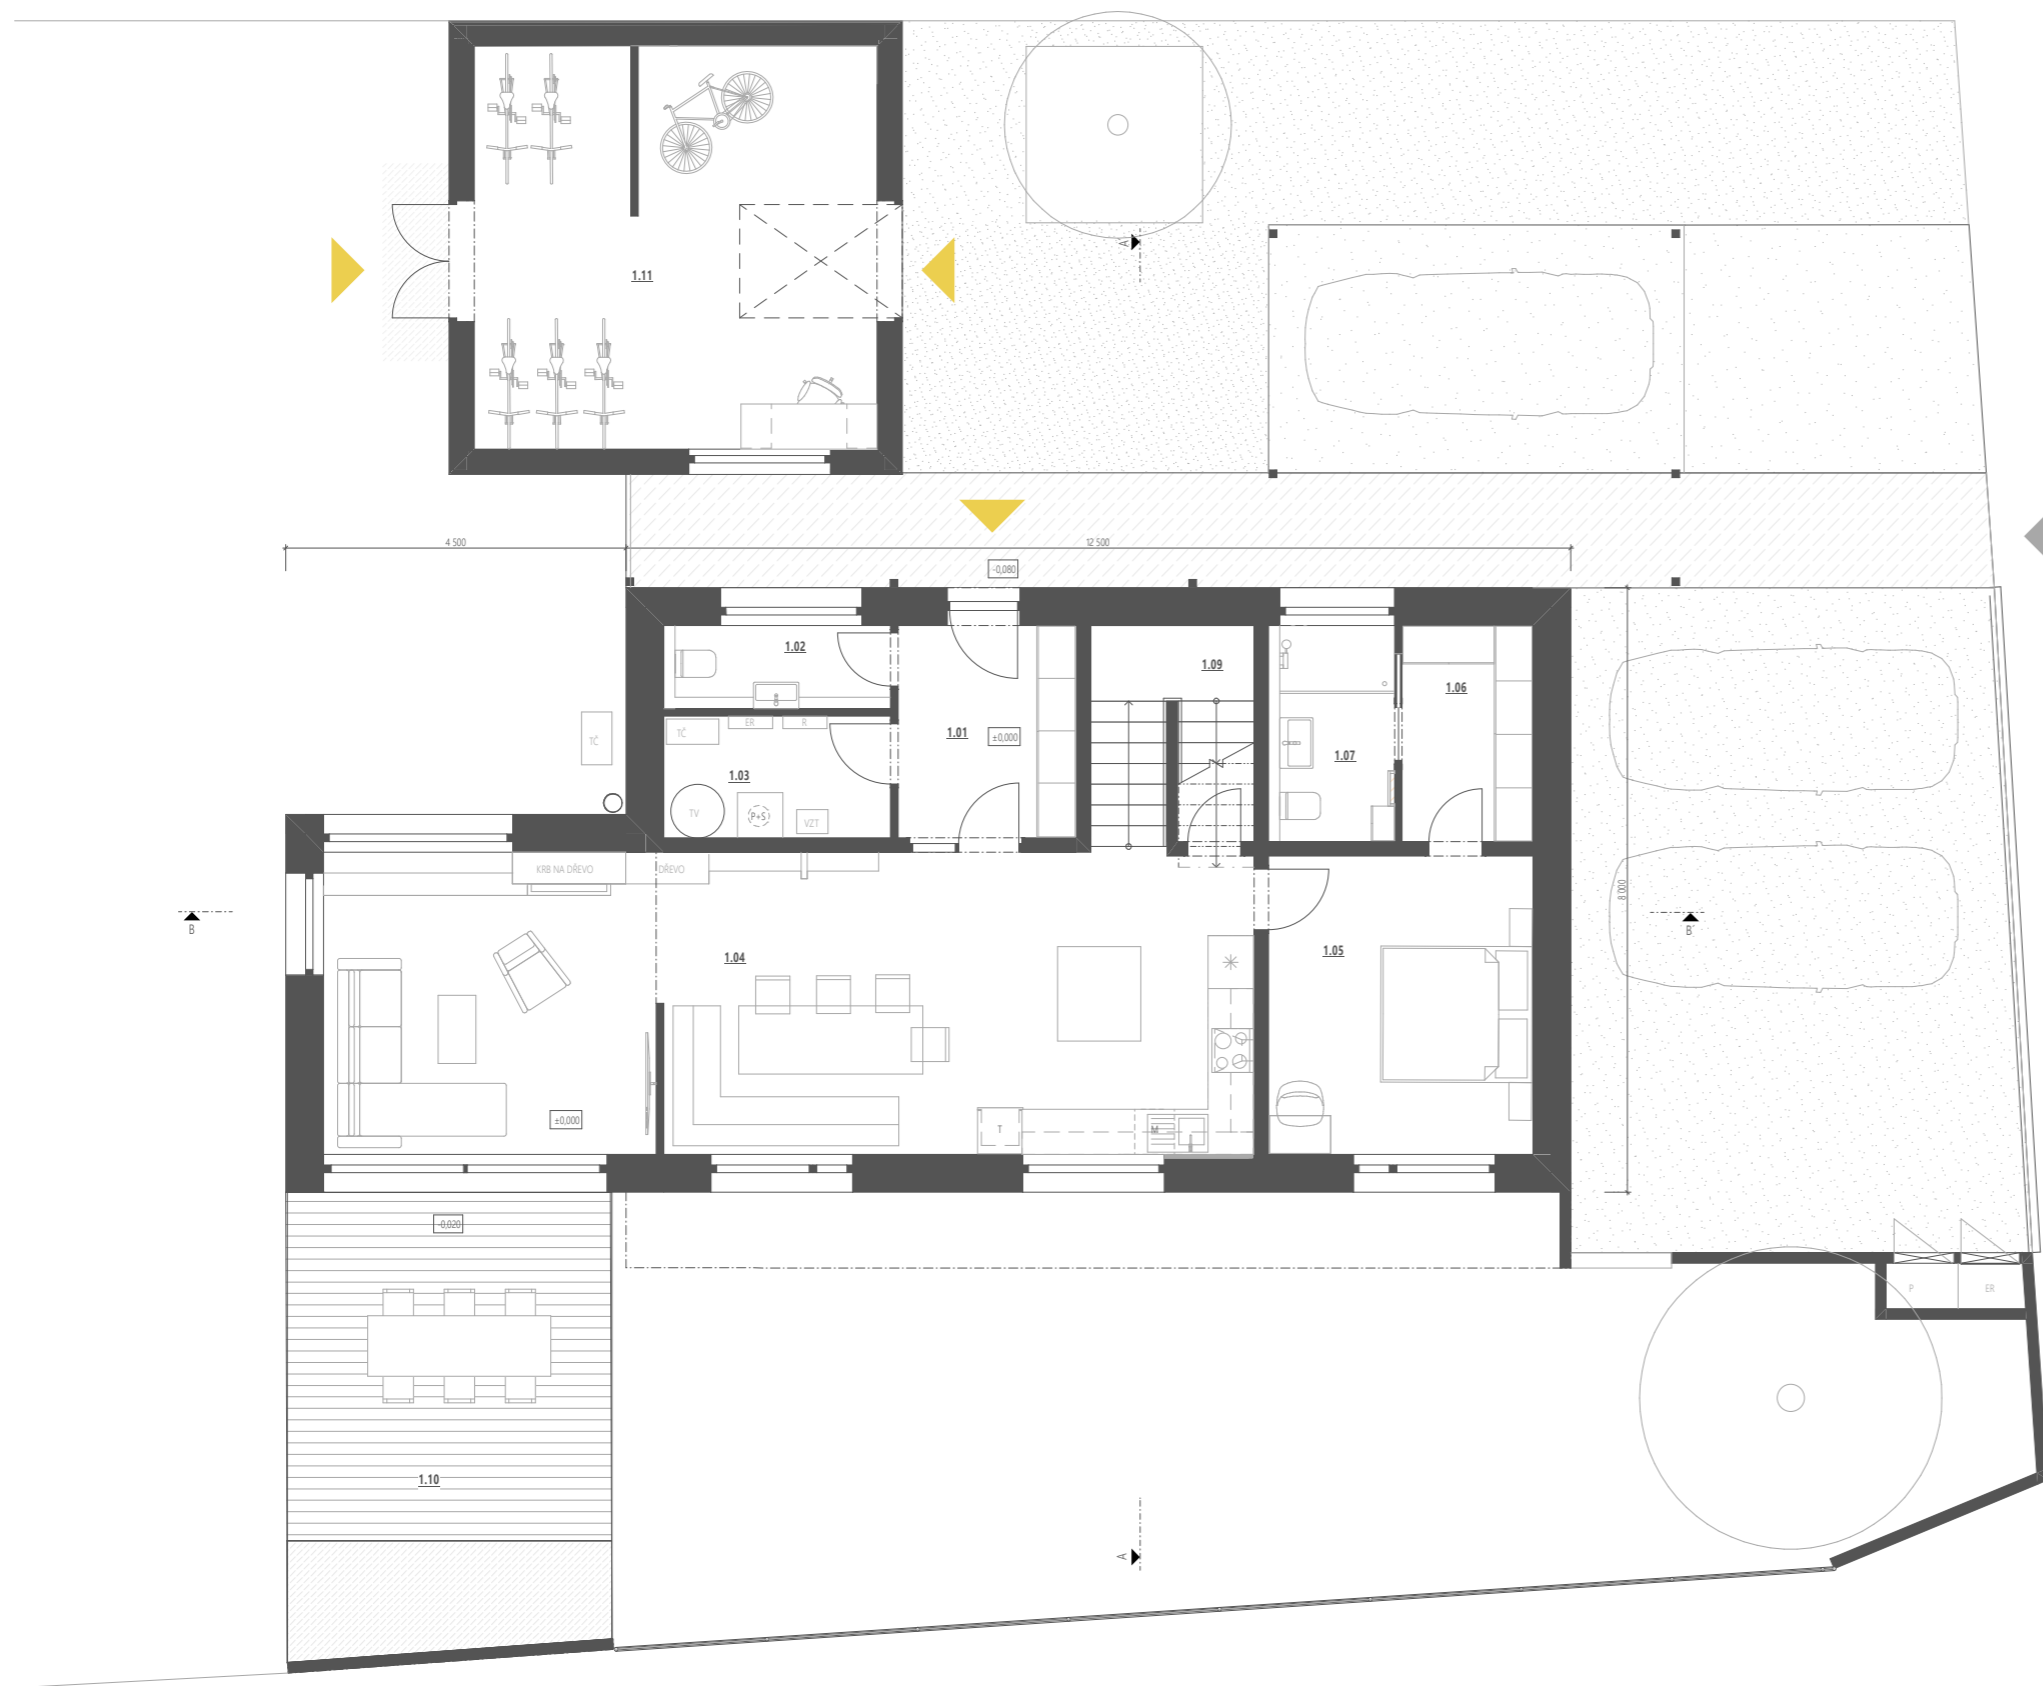 A
1.11
4 500
12 500
-0,080
1.02
1.09
1.06
TČ
ER
R
1.01
±0,000
TČ
1.07
1.03
TV
P+S
VZT
KRB NA DŘEVO
DŘEVO
8 000
B
B'
1.04
1.05
±0,000
T
M
-0,020
P
ER
1.10
A